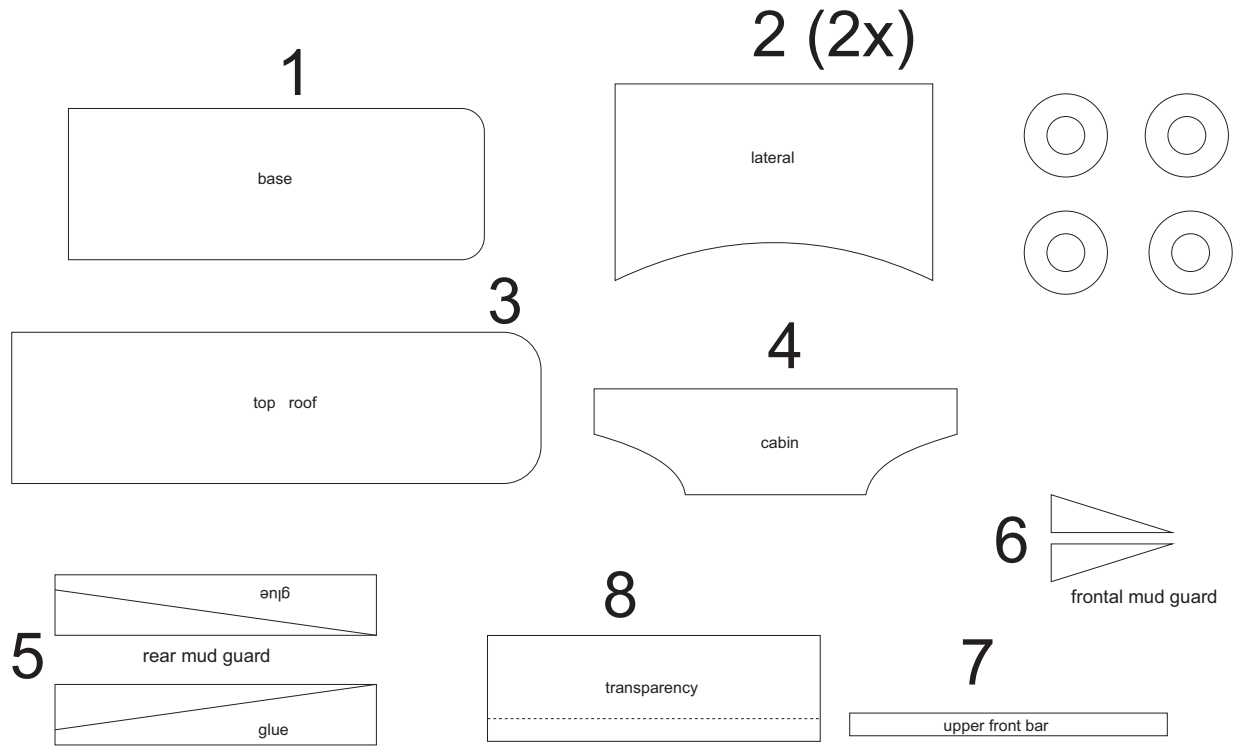 1
base
2 (2x)
lateral
3
top roof
4
cabin
5
glue
rear mud guard
glue
6
frontal mud guard
7
upper front bar
8
transparency